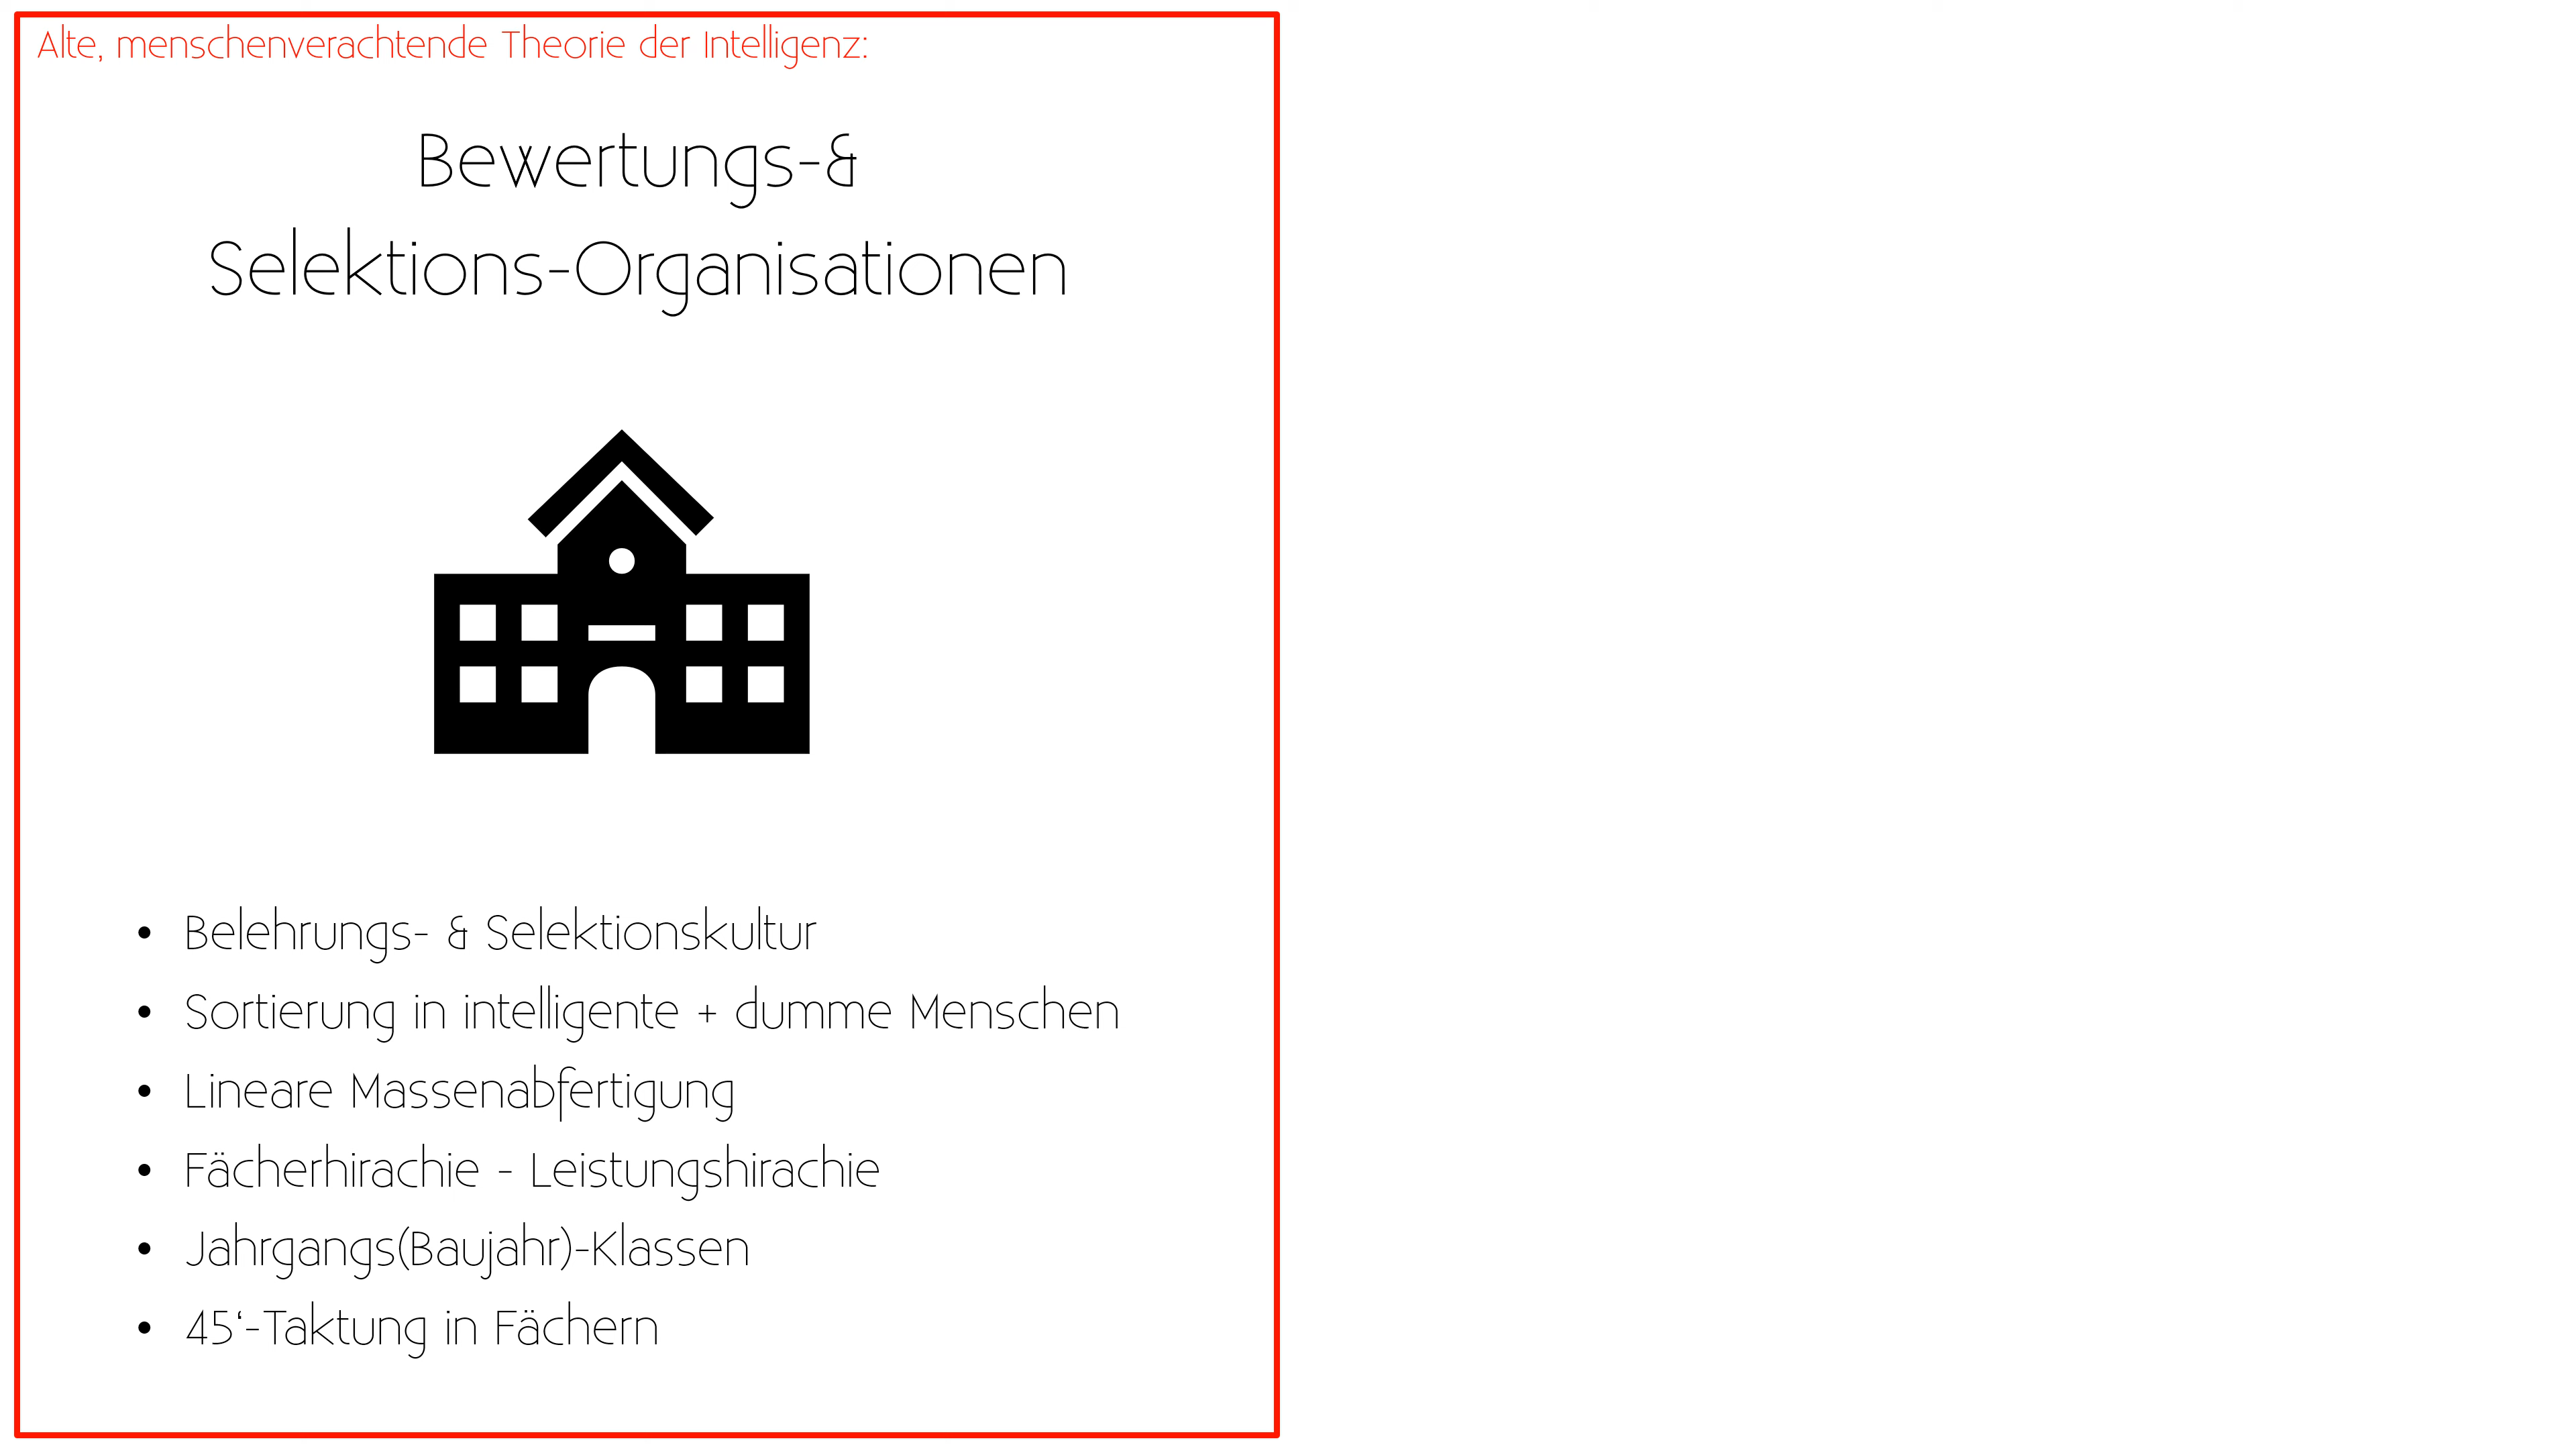 Alte, menschenverachtende Theorie der Intelligenz:
Bewertungs-&
Selektions-Organisationen
• Belehrungs- & Selektionskultur
• Sortierung in intelligente + dumme Menschen
• Lineare Massenabfertigung
• Fächerhirachie - Leistungshirachie
• Jahrgangs(Baujahr)-Klassen
• 45‘-Taktung in Fächern